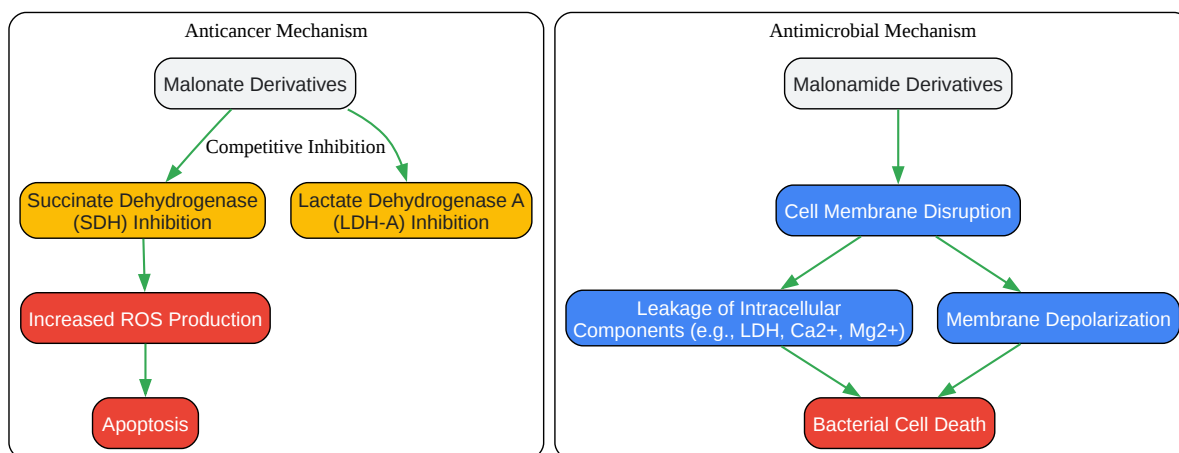 Anticancer Mechanism
Malonate Derivatives
Competitive Inhibition
Succinate Dehydrogenase
(SDH) Inhibition
Lactate Dehydrogenase A
(LDH-A) Inhibition
Increased ROS Production
Apoptosis
Antimicrobial Mechanism
Malonamide Derivatives
Cell Membrane Disruption
Leakage of Intracellular
Components (e.g., LDH, Ca2+, Mg2+)
Membrane Depolarization
Bacterial Cell Death